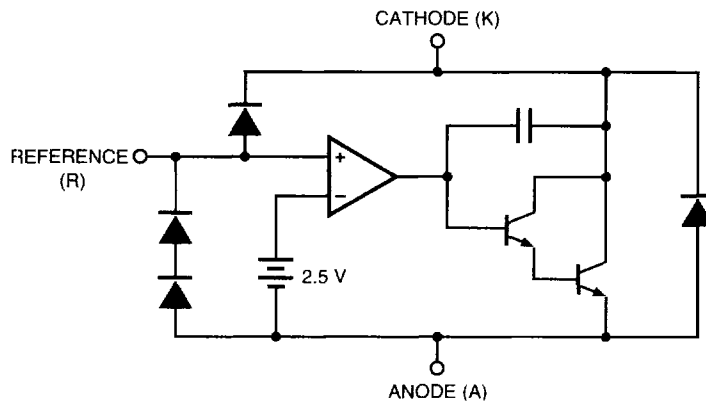 CATHODE (K)
REFERENCE
(R)
+
−
2.5 V
ANODE (A)